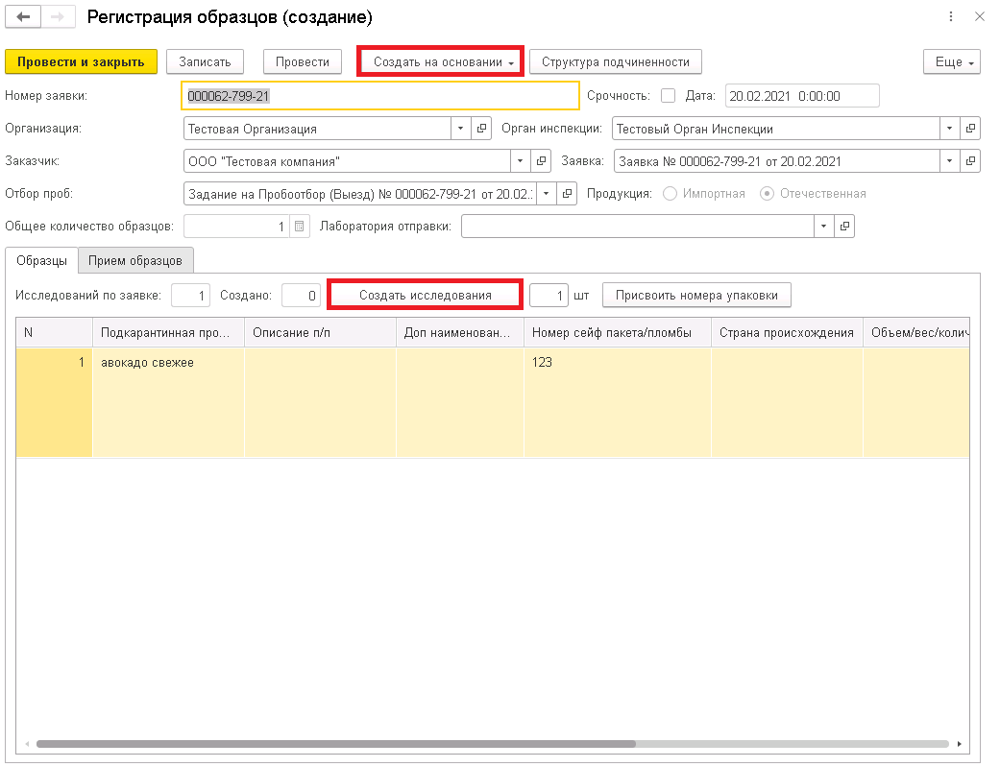 Регистрация образцов (создание)
Провести и закрыть Записать Провести Создать на основании Структура подчиненности Еще
Номер заявки: 000062-799-21 Срочность: Дата: 20.02.2021 0:00:00
Организация: Тестовая Организация Орган инспекции: Тестовый Орган Инспекции
Заказчик: ООО "Тестовая компания" Заявка: Заявка № 000062-799-21 от 20.02.2021
Отбор проб: Задание на Пробоотбор (Выезд) № 000062-799-21 от 20.02.: Продукция: Импортная Отечественная
Общее количество образцов: 1 Лаборатория отправки:
Образцы Прием образцов
Исследований по заявке: 1 Создано: 0 Создать исследования 1 шт Присвоить номера упаковки
N Подкарантинная про... Описание п/п Доп наименован... Номер сейф пакета/пломбы Страна происхождения Объем/вес/колич
1 авокадо свежее 123